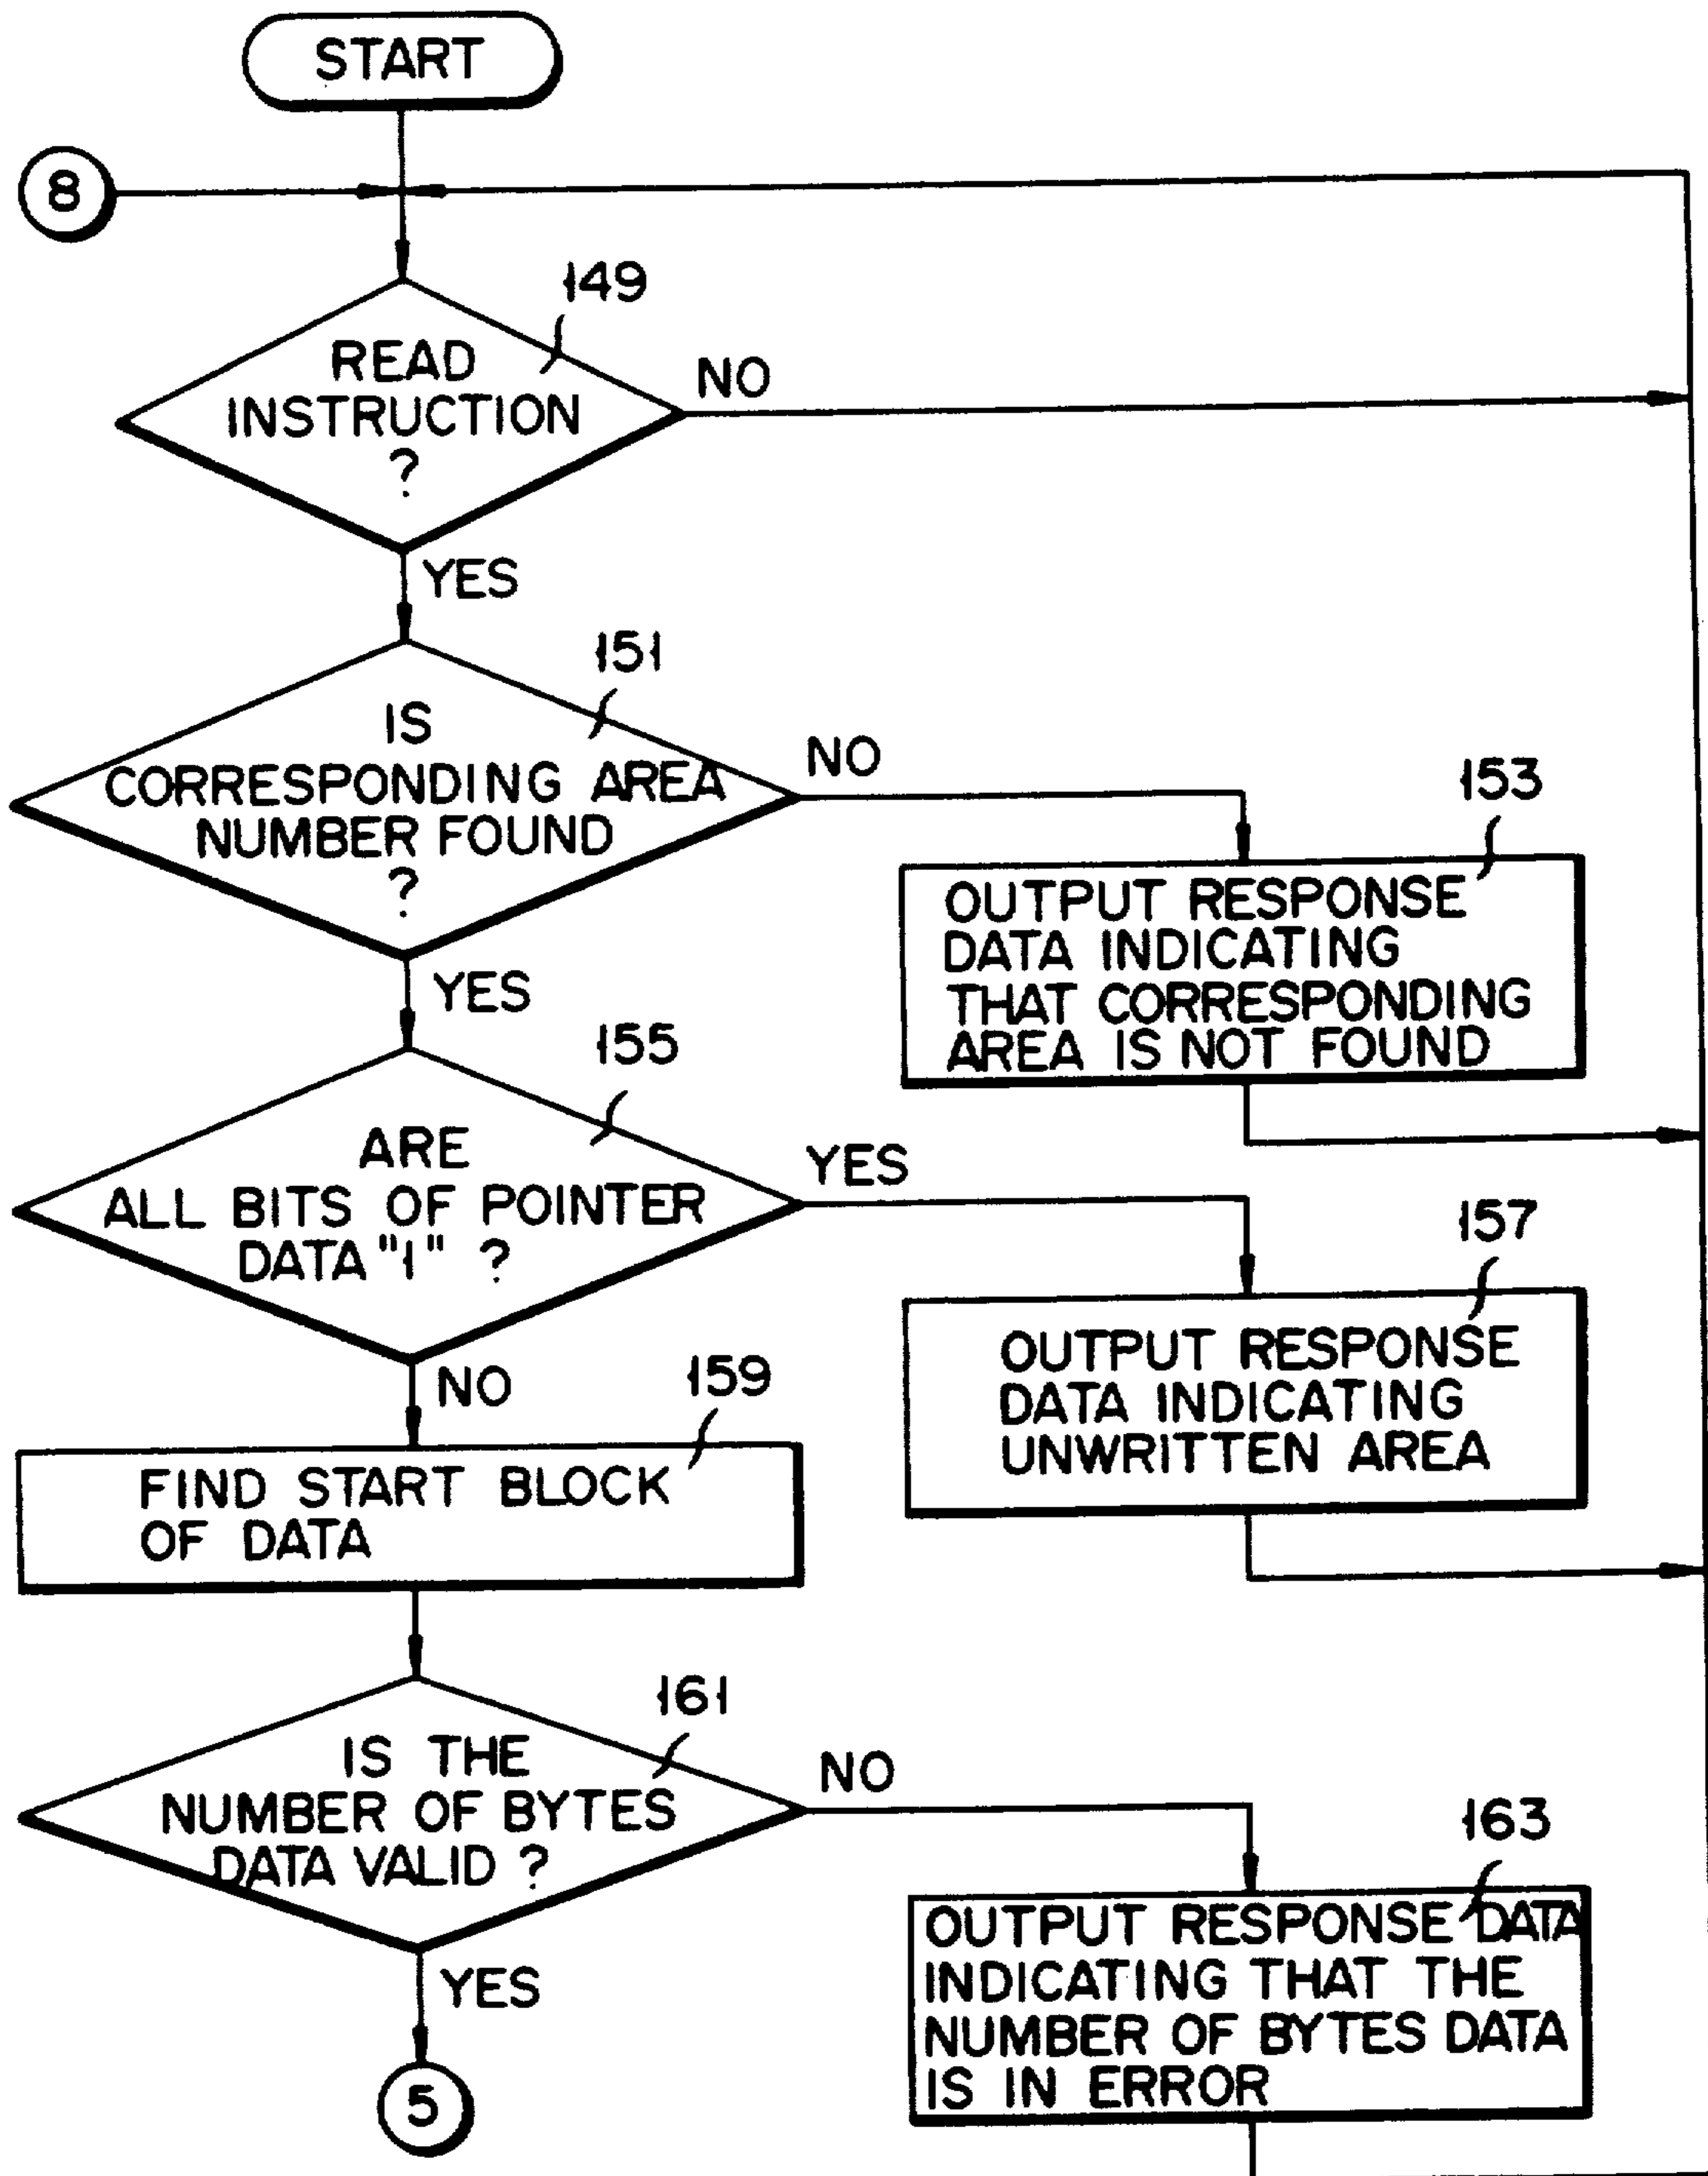 START
8
149
READ
INSTRUCTION
?
NO
YES
151
IS
CORRESPONDING AREA
NUMBER FOUND
?
NO
153
OUTPUT RESPONSE
DATA INDICATING
THAT CORRESPONDING
AREA IS NOT FOUND
YES
155
ARE
ALL BITS OF POINTER
DATA "1" ?
YES
157
OUTPUT RESPONSE
DATA INDICATING
UNWRITTEN AREA
NO
159
FIND START BLOCK
OF DATA
161
IS THE
NUMBER OF BYTES
DATA VALID ?
NO
163
OUTPUT RESPONSE DATA
INDICATING THAT THE
NUMBER OF BYTES DATA
IS IN ERROR
YES
5